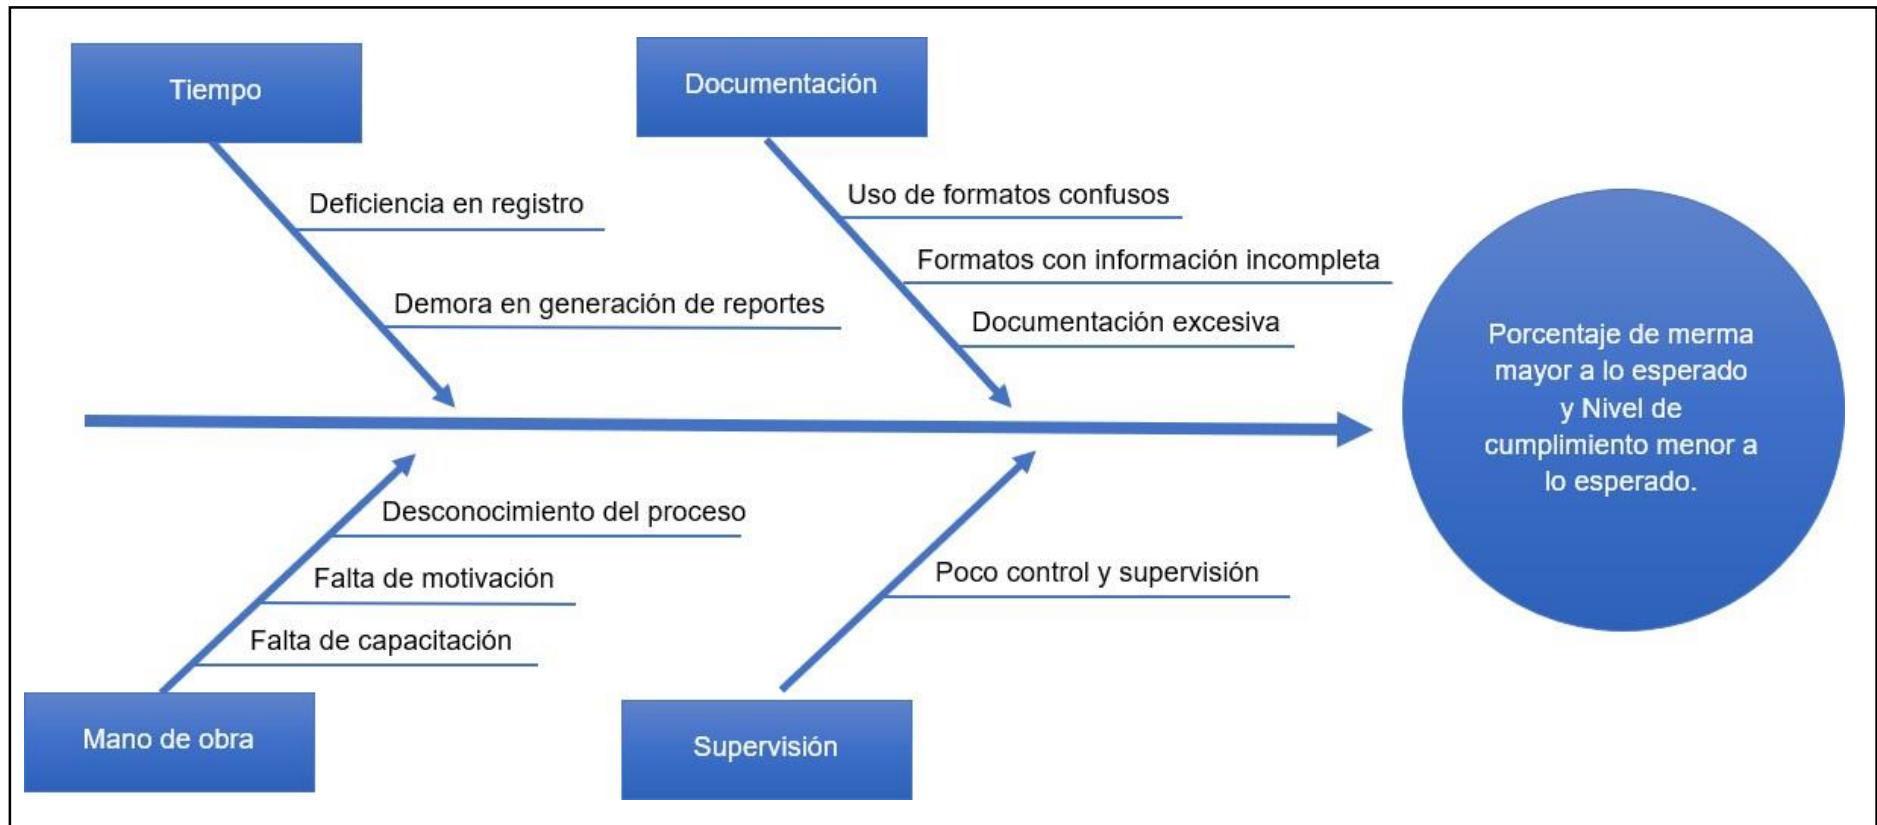 Tiempo
Documentación
Deficiencia en registro
Demora en generación de reportes
Uso de formatos confusos
Formatos con información incompleta
Documentación excesiva
Porcentaje de merma
mayor a lo esperado
y Nivel de
cumplimiento menor a
lo esperado.
Desconocimiento del proceso
Falta de motivación
Falta de capacitación
Poco control y supervisión
Mano de obra
Supervisión